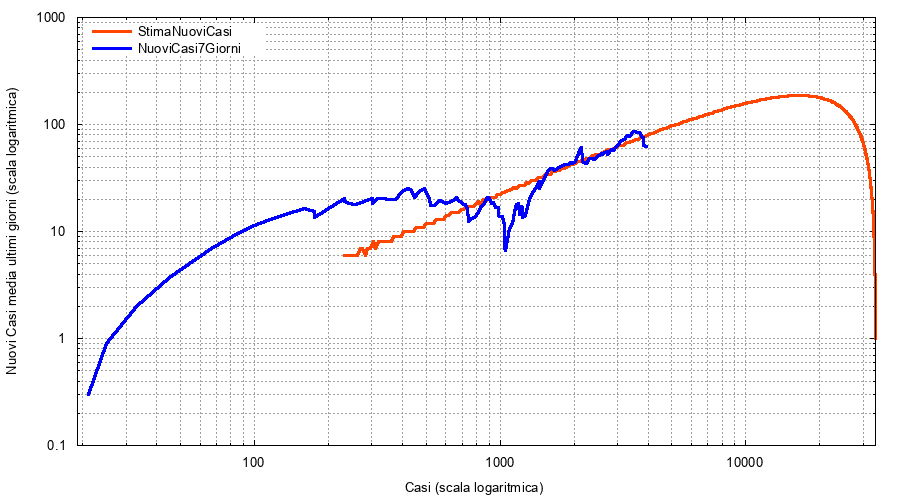 1000
StimaNuoviCasi
NuoviCasi7Giorni
100
10
1
0.1
Nuovi Casi media ultimi giorni (scala logaritmica)
100 1000 10000
Casi (scala logaritmica)